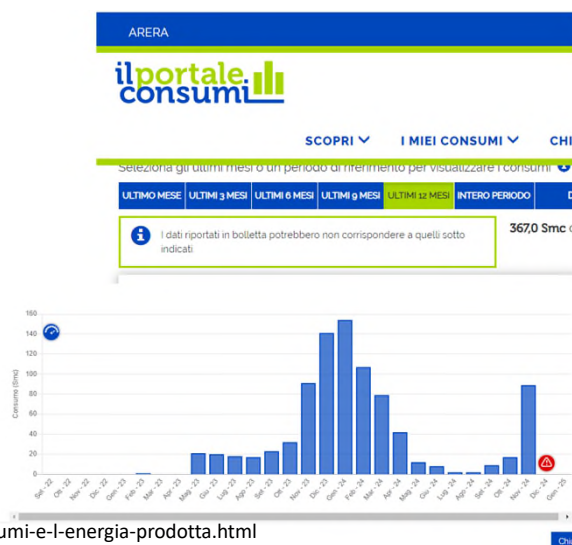 ARERA
ilportale
consumi
SCOPRI I MIEI CONSUMI CHI
Seleziona gli ultimi mesi o un periodo di riferimento per visualizzare i consumi
ULTIMO MESE ULTIMI 3 MESI ULTIMI 6 MESI ULTIMI 9 MESI ULTIMI 12 MESI INTERO PERIODO D
i I dati riportati in bolletta potrebbero non corrispondere a quelli sotto
indicati
367,0 Smc
160
140
120
100
80
60
40
20
0
Consumo (Smc)
Set - 22 Ott - 22 Nov - 22 Dic - 22 Gen - 23 Feb - 23 Mar - 23 Apr - 23 Mag - 23 Giu - 23 Lug - 23 Ago - 23 Set - 23 Ott - 23 Nov - 23 Dic - 23 Gen - 24 Feb - 24 Mar - 24 Apr - 24 Mag - 24 Giu - 24 Lug - 24 Ago - 24 Set - 24 Ott - 24 Nov - 24 Dic - 24 Gen - 25
umi-e-l-energia-prodotta.html
Chi